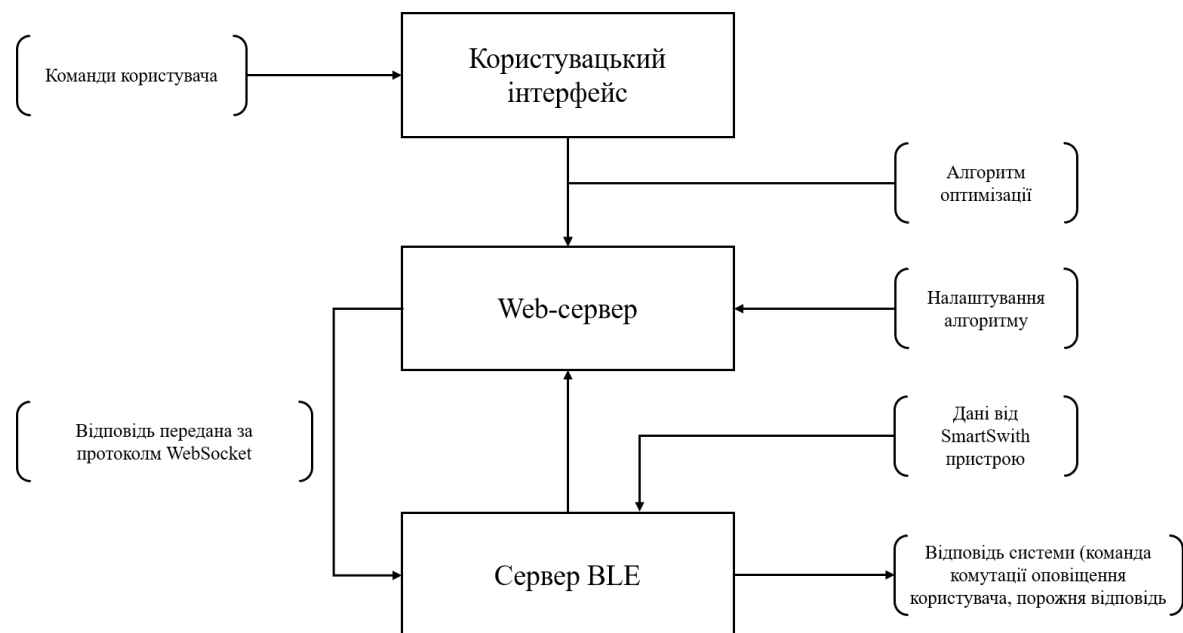 Команди користувача
Користувацький
інтерфейс
Алгоритм
оптимізації
Web-сервер
Налаштування
алгоритму
Відповідь передана за
протоколм WebSocket
Дані від
SmartSwith
пристрою
Сервер BLE
Відповідь системи (команда
комутації оповіщення
користувача, порожня відповідь